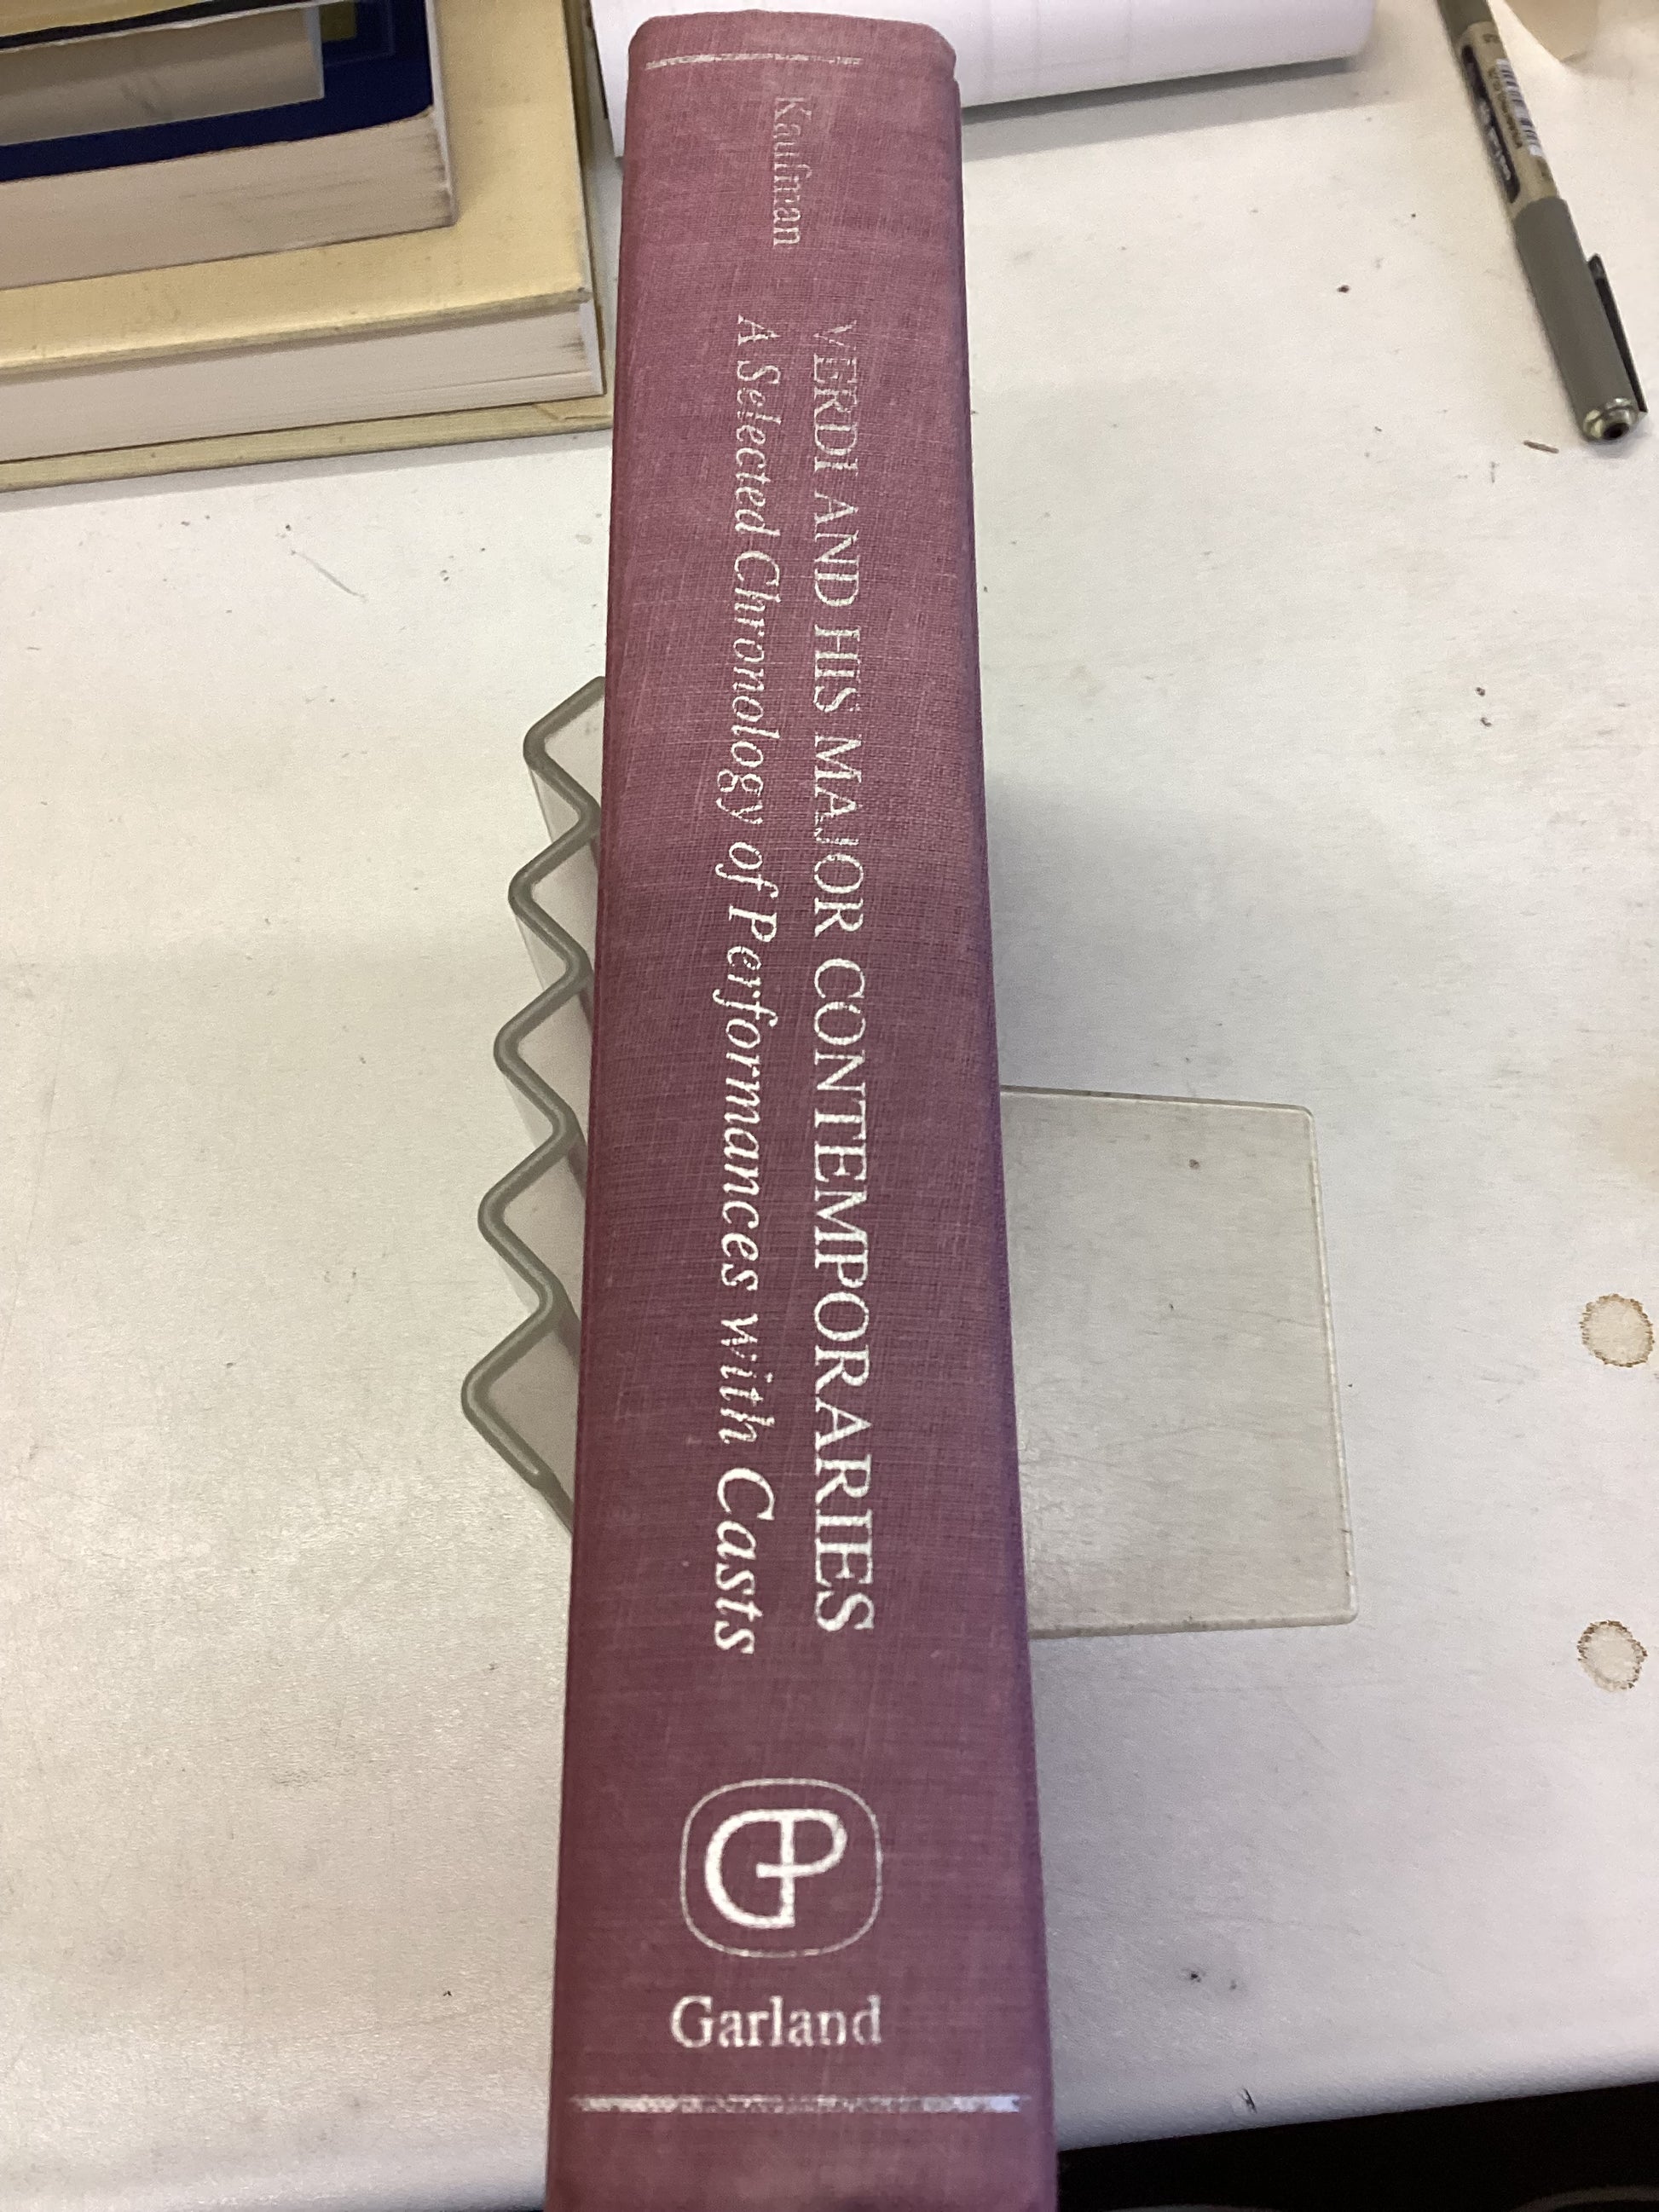 Kaufman
VERDI AND HIS MAJOR CONTEMPORARIES
A Selected Chronology of Performances with Casts
GP
Garland